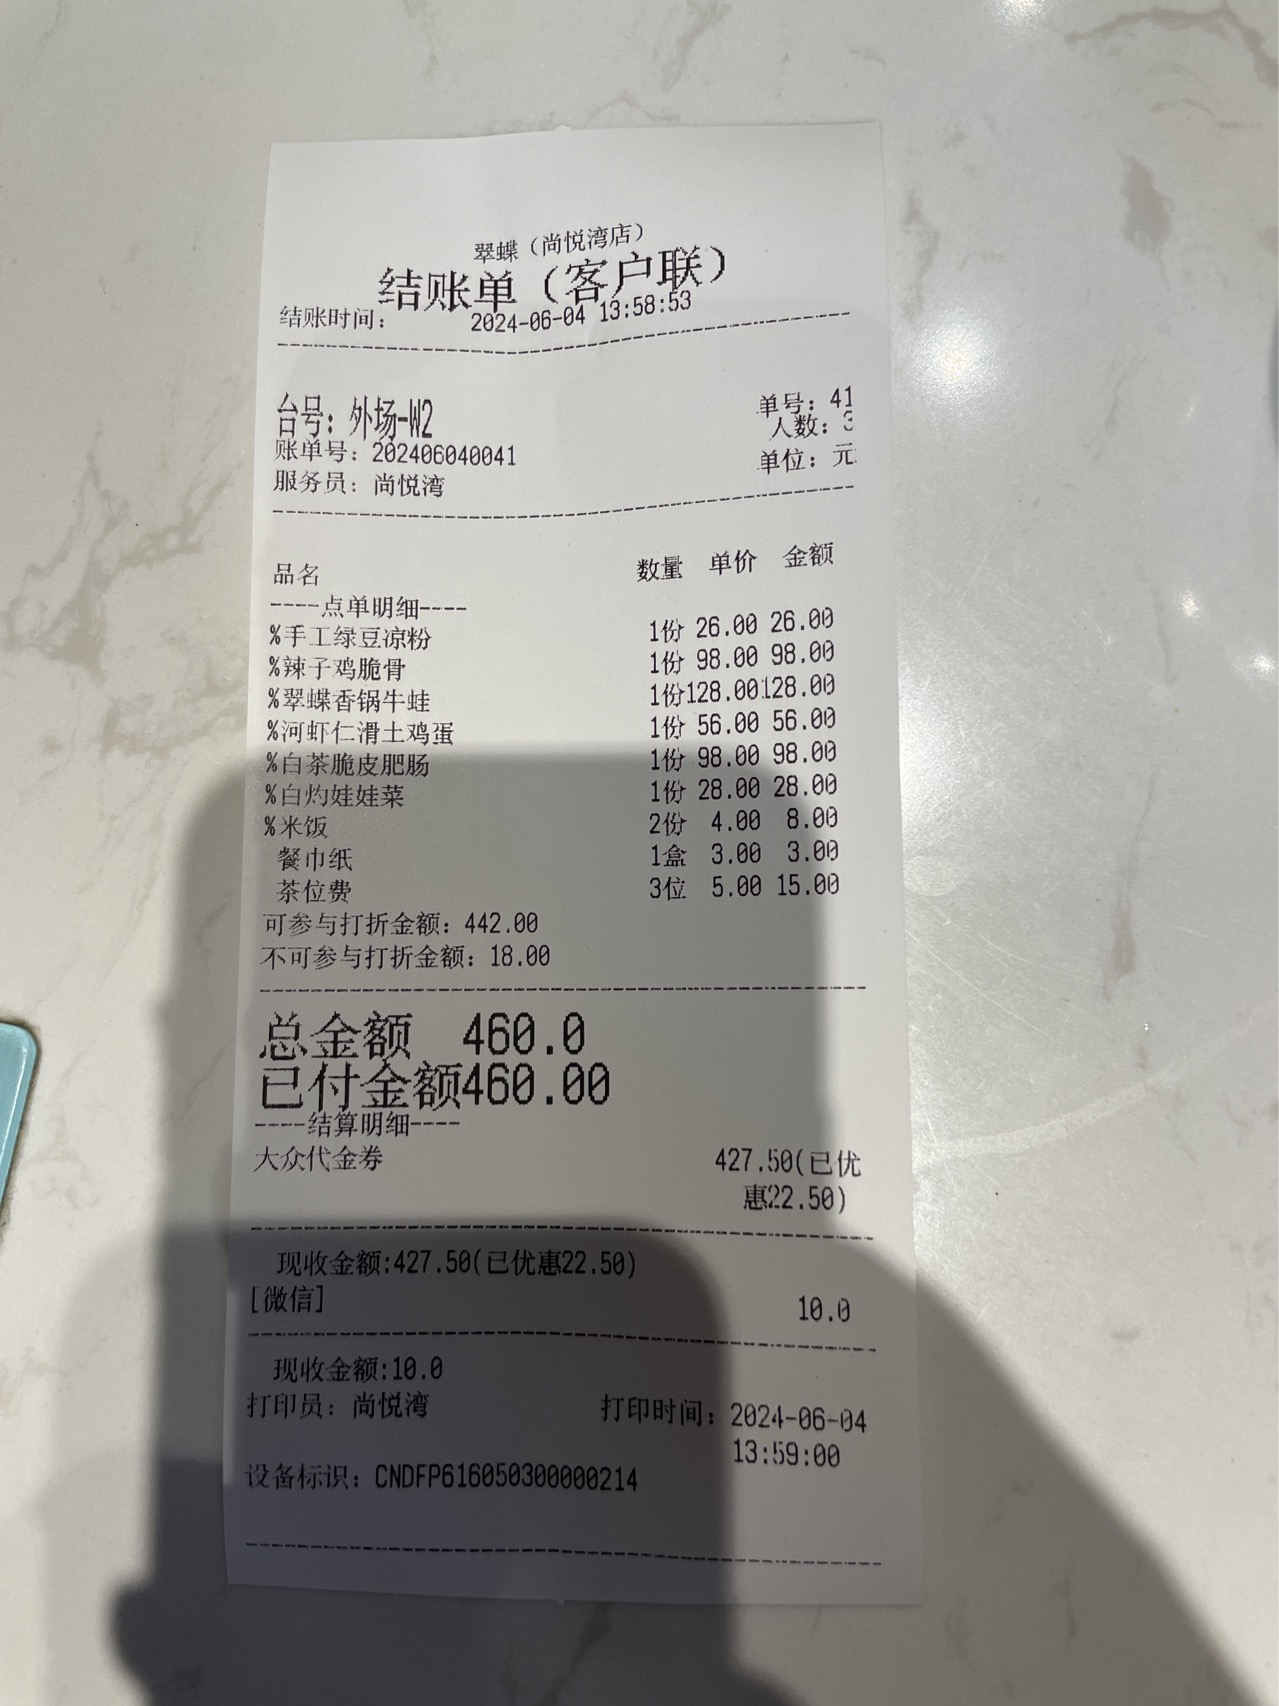 翠蝶（尚悦湾店）
结账单（客户联）
结账时间： 2024-06-04 13:58:53
台号：外场-W2
单号：41
人数：3
账单号：202406040041
单位：元
服务员：尚悦湾
品名 数量 单价 金额
----点单明细----
%手工绿豆凉粉 1份 26.00 26.00
%辣子鸡脆骨 1份 98.00 98.00
%翠蝶香锅牛蛙 1份128.00128.00
%河虾仁滑土鸡蛋 1份 56.00 56.00
%白茶脆皮肥肠 1份 98.00 98.00
%白灼娃娃菜 1份 28.00 28.00
%米饭 2份 4.00 8.00
餐巾纸 1盒 3.00 3.00
茶位费 3位 5.00 15.00
可参与打折金额：442.00
不可参与打折金额：18.00
总金额 460.0
已付金额460.00
----结算明细----
大众代金券 427.50(已优
惠22.50)
现收金额:427.50(已优惠22.50)
[微信] 10.0
现收金额:10.0
打印员：尚悦湾 打印时间：2024-06-04
13:59:00
设备标识：CNDFP616050300000214